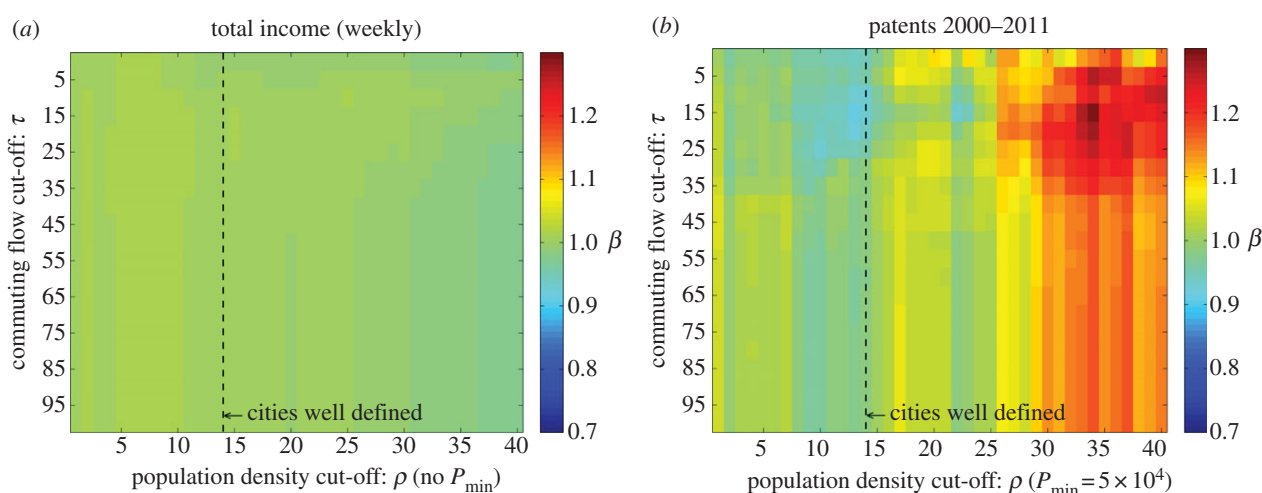 (a) total income (weekly)
commuting flow cut-off: τ
5
15
25
35
45
55
65
75
85
95
← cities well defined
5 10 15 20 25 30 35 40
population density cut-off: ρ (no Pmin)
1.2
1.1
1.0
0.9
0.8
0.7
β
(b) patents 2000–2011
commuting flow cut-off: τ
5
15
25
35
45
55
65
75
85
95
← cities well defined
5 10 15 20 25 30 35 40
population density cut-off: ρ (Pmin = 5 × 10⁴)
1.2
1.1
1.0
0.9
0.8
0.7
β